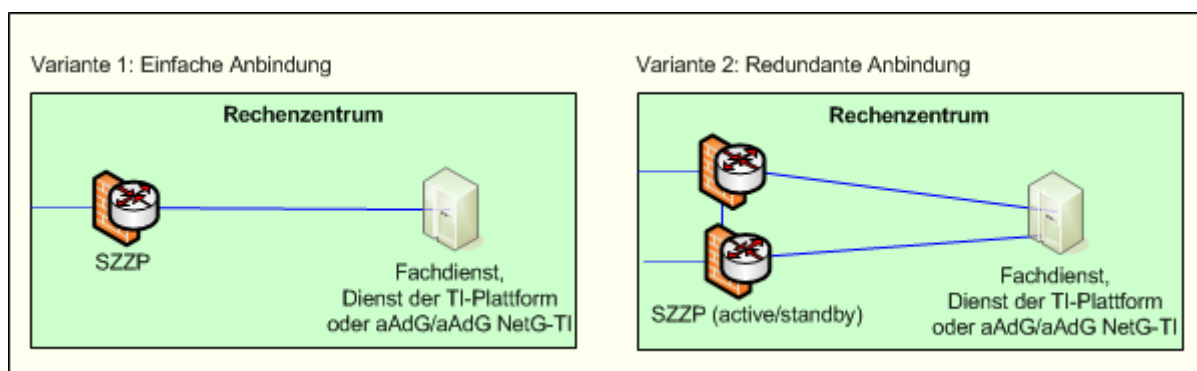 Variante 1: Einfache Anbindung
Rechenzentrum
SZZP
Fachdienst,
Dienst der TI-Plattform
oder aAdG/aAdG NetG-TI
Variante 2: Redundante Anbindung
Rechenzentrum
SZZP (active/standby)
Fachdienst,
Dienst der TI-Plattform
oder aAdG/aAdG NetG-TI